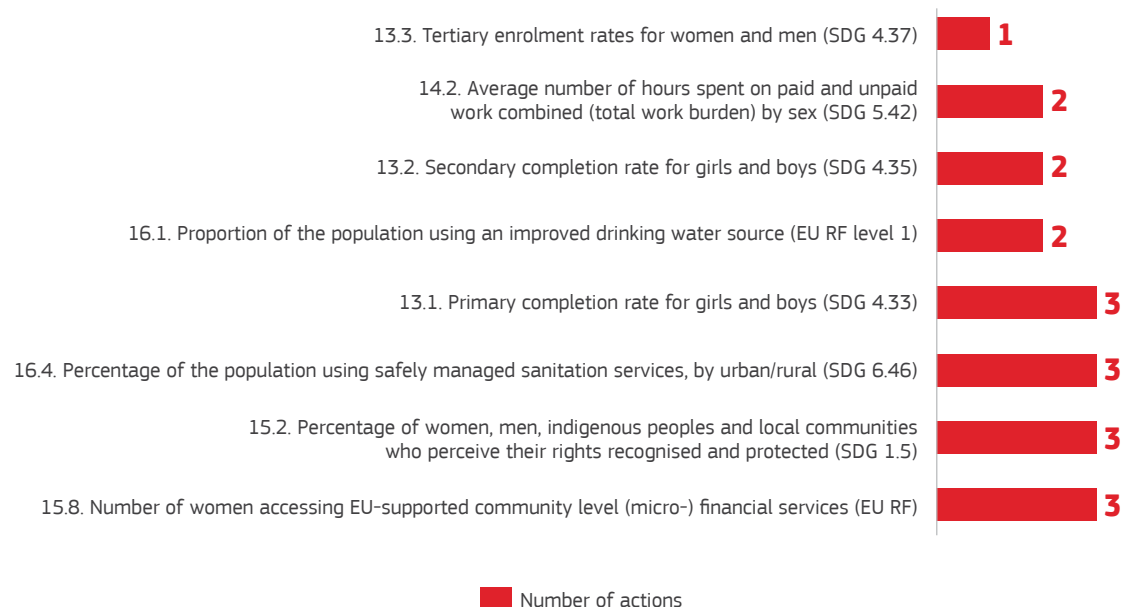 13.3. Tertiary enrolment rates for women and men (SDG 4.37) 1
14.2. Average number of hours spent on paid and unpaid
work combined (total work burden) by sex (SDG 5.42) 2
13.2. Secondary completion rate for girls and boys (SDG 4.35) 2
16.1. Proportion of the population using an improved drinking water source (EU RF level 1) 2
13.1. Primary completion rate for girls and boys (SDG 4.33) 3
16.4. Percentage of the population using safely managed sanitation services, by urban/rural (SDG 6.46) 3
15.2. Percentage of women, men, indigenous peoples and local communities
who perceive their rights recognised and protected (SDG 1.5) 3
15.8. Number of women accessing EU-supported community level (micro-) financial services (EU RF) 3
Number of actions